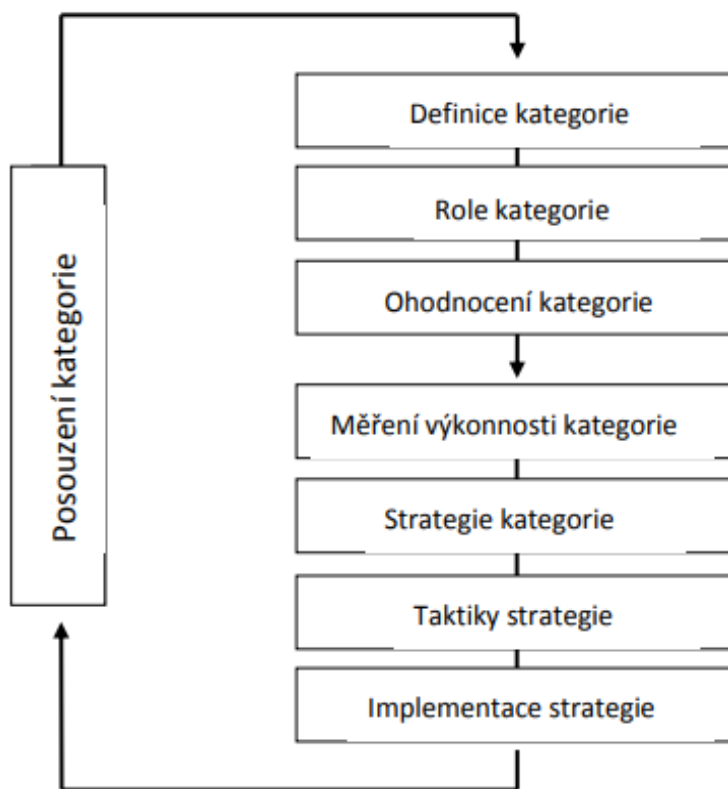 Definice kategorie
Role kategorie
Ohodnocení kategorie
Měření výkonnosti kategorie
Strategie kategorie
Taktiky strategie
Implementace strategie
Posouzení kategorie